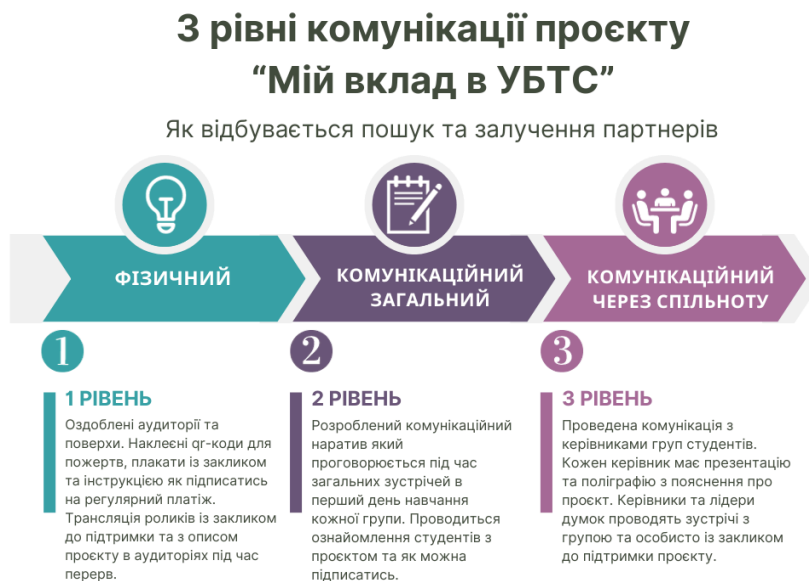 3 рівні комунікації проєкту
“Мій вклад в УБТС”
Як відбувається пошук та залучення партнерів
ФІЗИЧНИЙ
КОМУНІКАЦІЙНИЙ
ЗАГАЛЬНИЙ
КОМУНІКАЦІЙНИЙ
ЧЕРЕЗ СПІЛЬНОТУ
1
1 РІВЕНЬ
Оздоблені аудиторії та
поверхи. Наклеєні qr-коди для
пожертв, плакати із закликом
та інструкцією як підписатись
на регулярний платіж.
Трансляція роликів із закликом
до підтримки та з описом
проєкту в аудиторіях під час
перерв.
2
2 РІВЕНЬ
Розроблений комунікаційний
наратив який
проговорюється під час
загальних зустрічей в
перший день навчання
кожної групи. Проводиться
ознайомлення студентів з
проєктом та як можна
підписатись.
3
3 РІВЕНЬ
Проведена комунікація з
керівниками груп студентів.
Кожен керівник має презентацію
та поліграфію з пояснення про
проєкт. Керівники та лідери
думок проводять зустрічі з
групою та особисто із закликом
до підтримки проєкту.